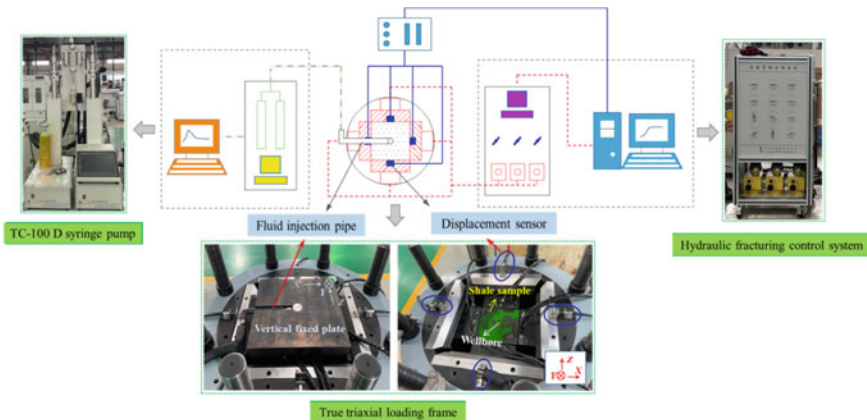 TC-100 D syringe pump
Fluid injection pipe
Displacement sensor
Hydraulic fracturing control system
Vertical fixed plate
Shale sample
Wellbore
Z
Y
X
True triaxial loading frame